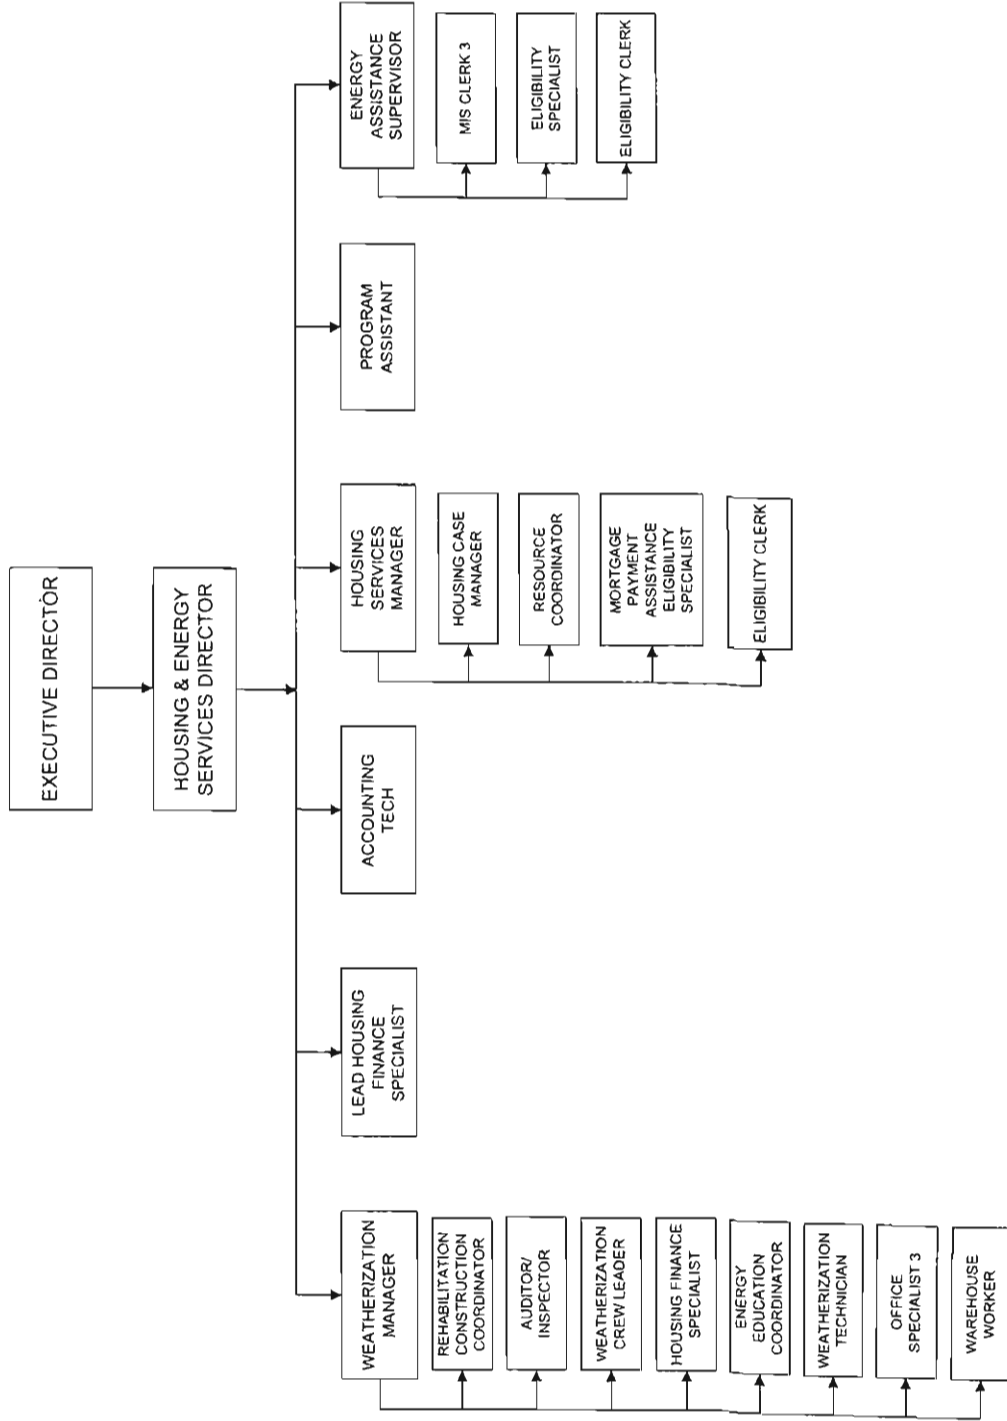 EXECUTIVE DIRECTOR
HOUSING & ENERGY
SERVICES DIRECTOR
WEATHERIZATION
MANAGER
REHABILITATION
CONSTRUCTION
COORDINATOR
AUDITOR/
INSPECTOR
WEATHERIZATION
CREW LEADER
HOUSING FINANCE
SPECIALIST
ENERGY
EDUCATION
COORDINATOR
WEATHERIZATION
TECHNICIAN
OFFICE
SPECIALIST 3
WAREHOUSE
WORKER
LEAD HOUSING
FINANCE
SPECIALIST
ACCOUNTING
TECH
HOUSING
SERVICES
MANAGER
HOUSING CASE
MANAGER
RESOURCE
COORDINATOR
MORTGAGE
PAYMENT
ASSISTANCE
ELIGIBILITY
SPECIALIST
ELIGIBILITY CLERK
PROGRAM
ASSISTANT
ENERGY
ASSISTANCE
SUPERVISOR
MIS CLERK 3
ELIGIBILITY
SPECIALIST
ELIGIBILITY CLERK